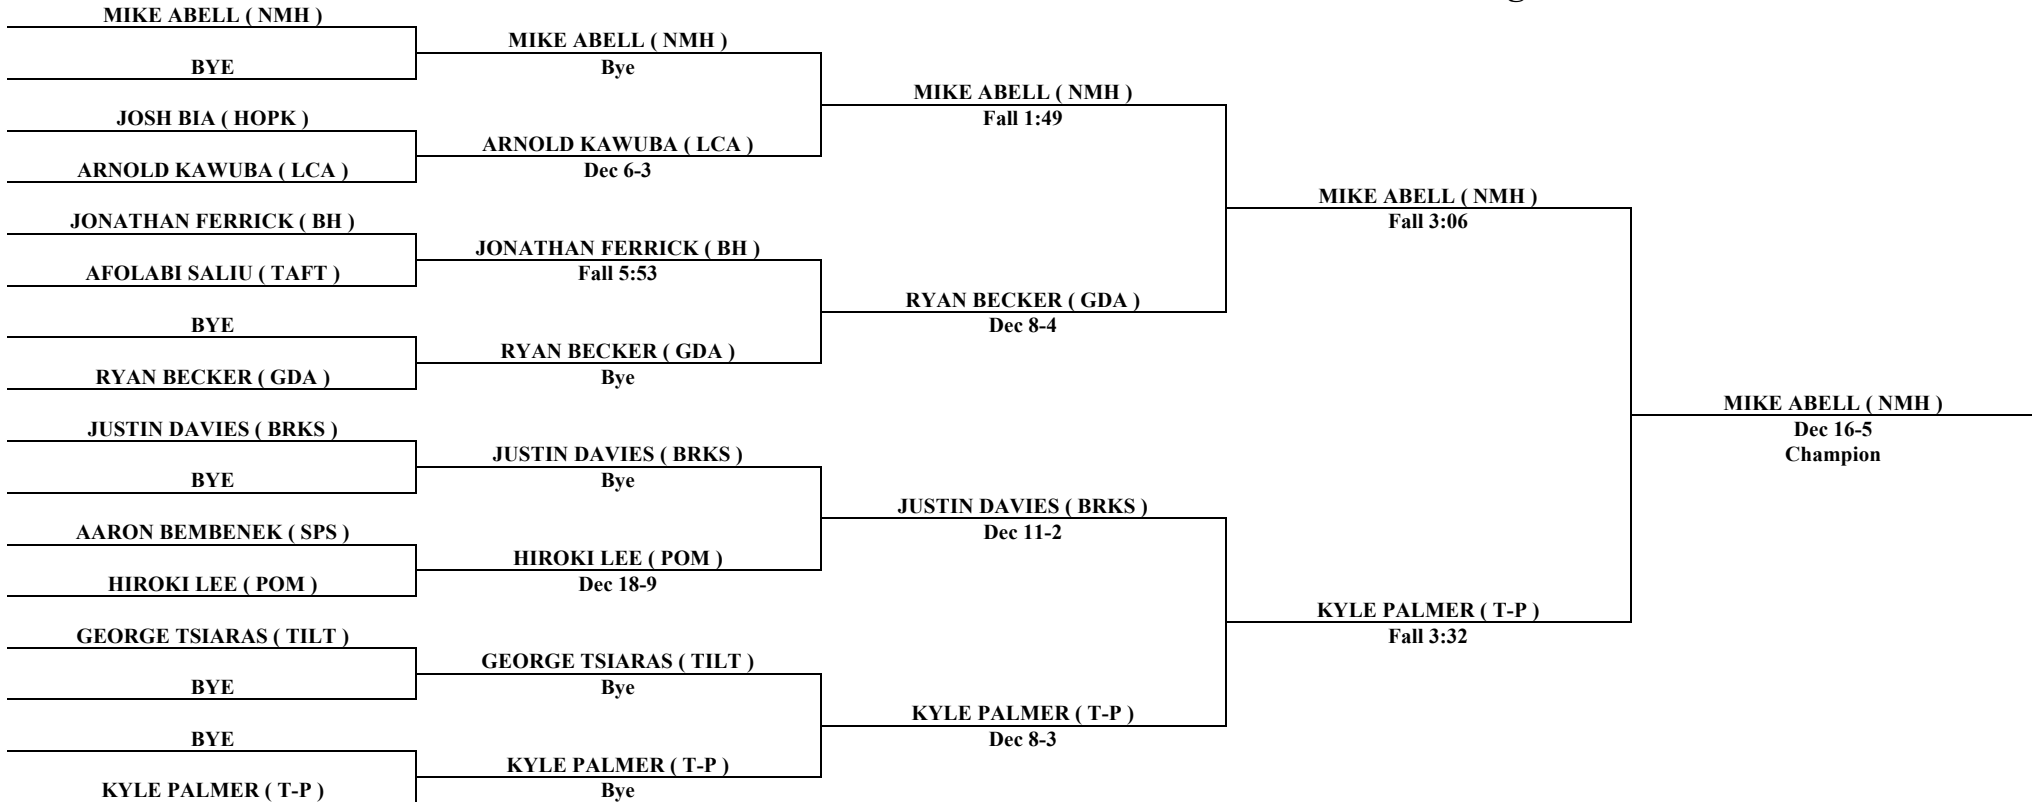 MIKE ABELL ( NMH )
BYE
JOSH BIA ( HOPK )
ARNOLD KAWUBA ( LCA )
JONATHAN FERRICK ( BH )
AFOLABI SALIU ( TAFT )
BYE
RYAN BECKER ( GDA )
JUSTIN DAVIES ( BRKS )
BYE
AARON BEMBENEK ( SPS )
HIROKI LEE ( POM )
GEORGE TSIARAS ( TILT )
BYE
BYE
KYLE PALMER ( T-P )
MIKE ABELL ( NMH )
Bye
ARNOLD KAWUBA ( LCA )
Dec 6-3
JONATHAN FERRICK ( BH )
Fall 5:53
RYAN BECKER ( GDA )
Bye
JUSTIN DAVIES ( BRKS )
Bye
HIROKI LEE ( POM )
Dec 18-9
GEORGE TSIARAS ( TILT )
Bye
KYLE PALMER ( T-P )
Bye
MIKE ABELL ( NMH )
Fall 1:49
RYAN BECKER ( GDA )
Dec 8-4
JUSTIN DAVIES ( BRKS )
Dec 11-2
KYLE PALMER ( T-P )
Dec 8-3
MIKE ABELL ( NMH )
Fall 3:06
KYLE PALMER ( T-P )
Fall 3:32
MIKE ABELL ( NMH )
Dec 16-5
Champion